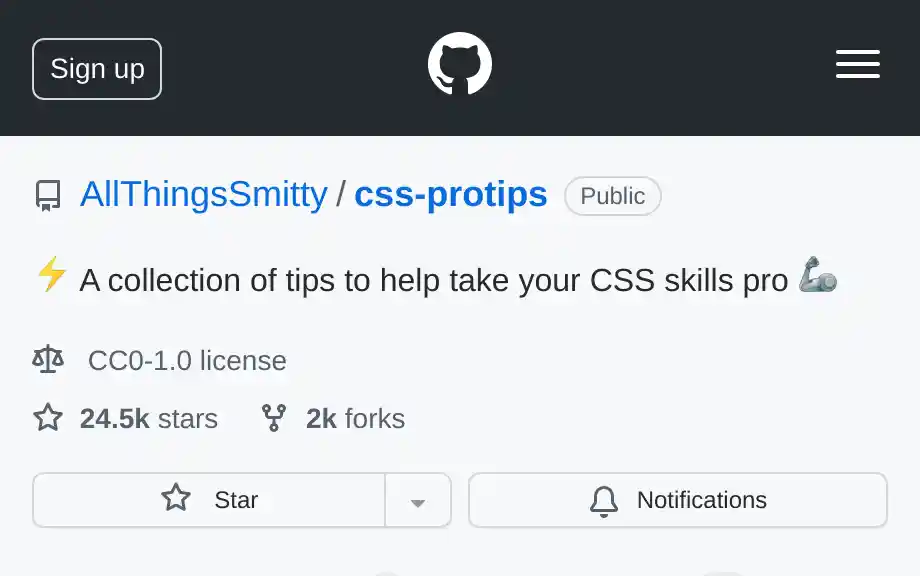 Sign up
AllThingsSmitty / css-protips Public
⚡ A collection of tips to help take your CSS skills pro 🦾
CC0-1.0 license
24.5k stars 2k forks
Star Notifications